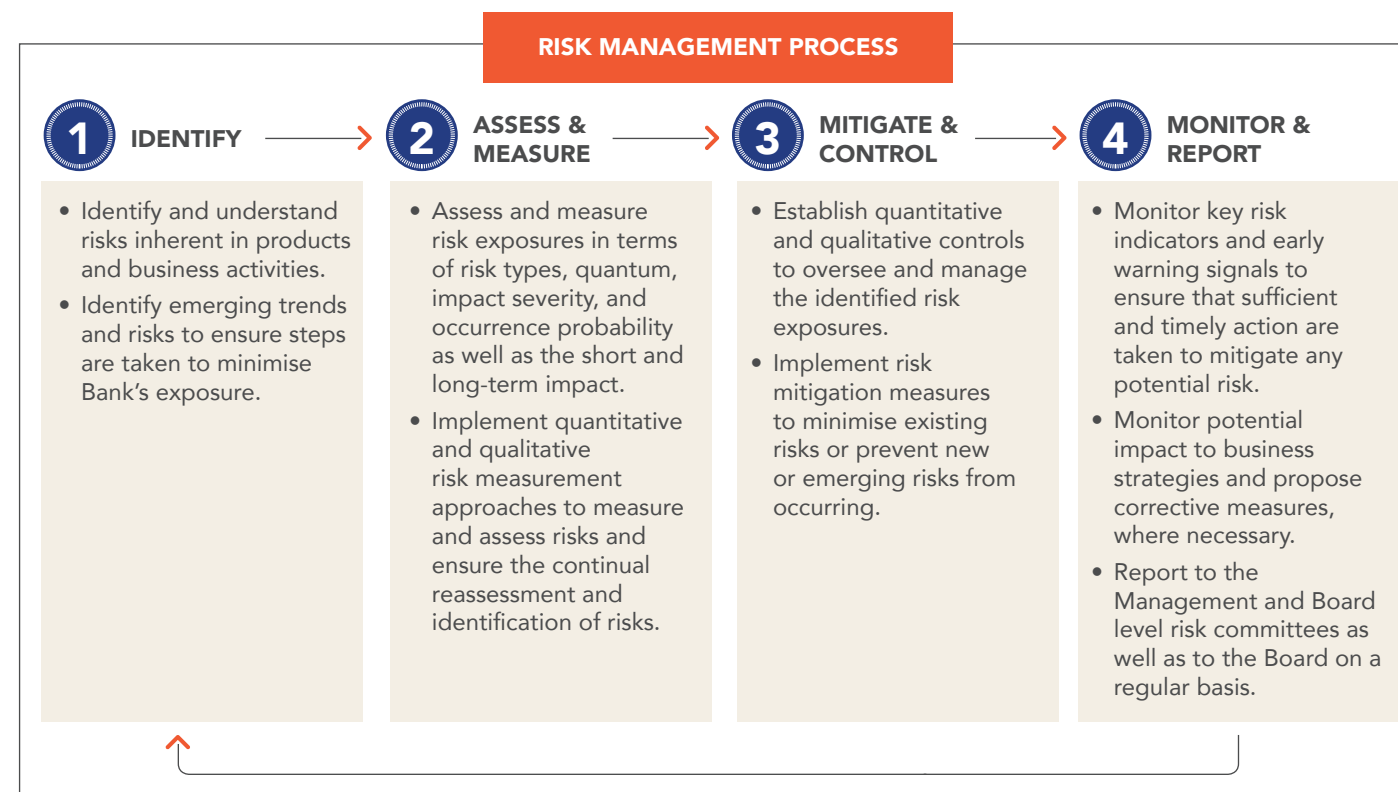 RISK MANAGEMENT PROCESS
1 IDENTIFY
• Identify and understand
risks inherent in products
and business activities.
• Identify emerging trends
and risks to ensure steps
are taken to minimise
Bank’s exposure.
2 ASSESS &
MEASURE
• Assess and measure
risk exposures in terms
of risk types, quantum,
impact severity, and
occurrence probability
as well as the short and
long-term impact.
• Implement quantitative
and qualitative
risk measurement
approaches to measure
and assess risks and
ensure the continual
reassessment and
identification of risks.
3 MITIGATE &
CONTROL
• Establish quantitative
and qualitative controls
to oversee and manage
the identified risk
exposures.
• Implement risk
mitigation measures
to minimise existing
risks or prevent new
or emerging risks from
occurring.
4 MONITOR &
REPORT
• Monitor key risk
indicators and early
warning signals to
ensure that sufficient
and timely action are
taken to mitigate any
potential risk.
• Monitor potential
impact to business
strategies and propose
corrective measures,
where necessary.
• Report to the
Management and Board
level risk committees as
well as to the Board on a
regular basis.